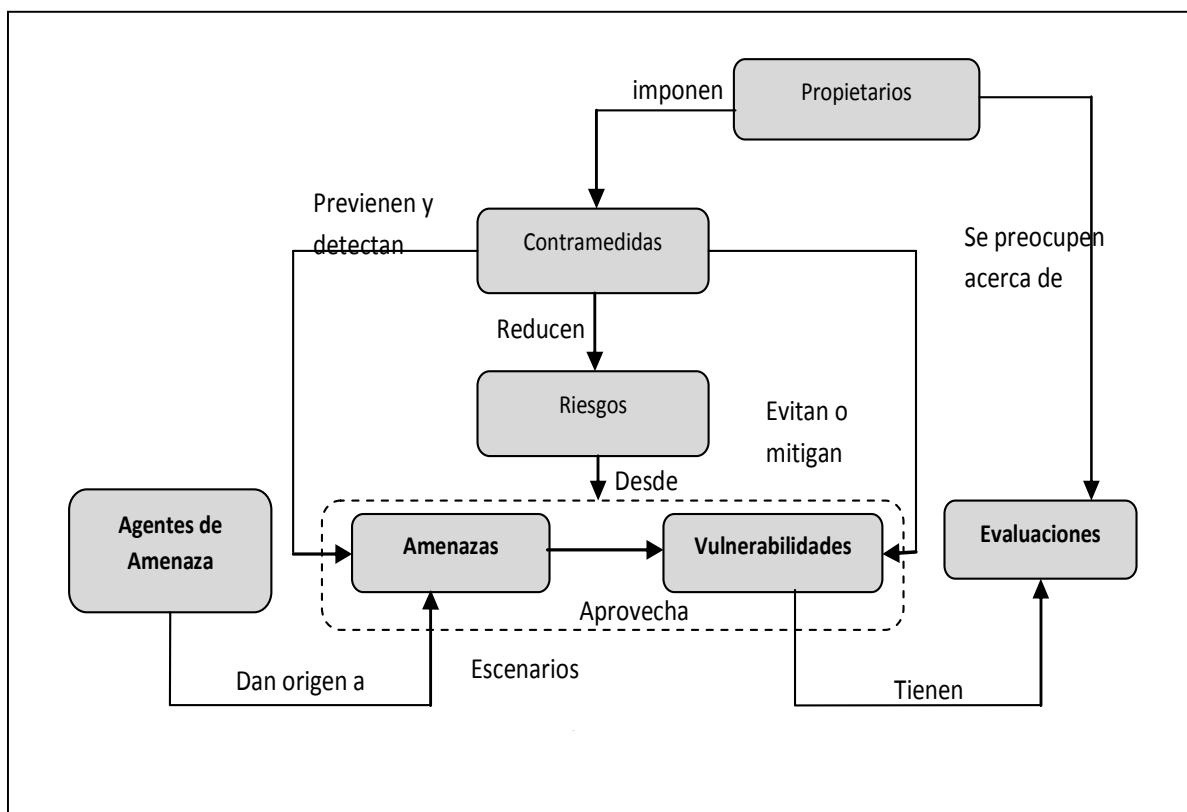 Propietarios
imponen
Previenen y
detectan
Contramedidas
Se preocupen
acerca de
Reducen
Riesgos
Evitan o
mitigan
Desde
Agentes de
Amenaza
Amenazas
Vulnerabilidades
Evaluaciones
Aprovecha
Escenarios
Dan origen a
Tienen